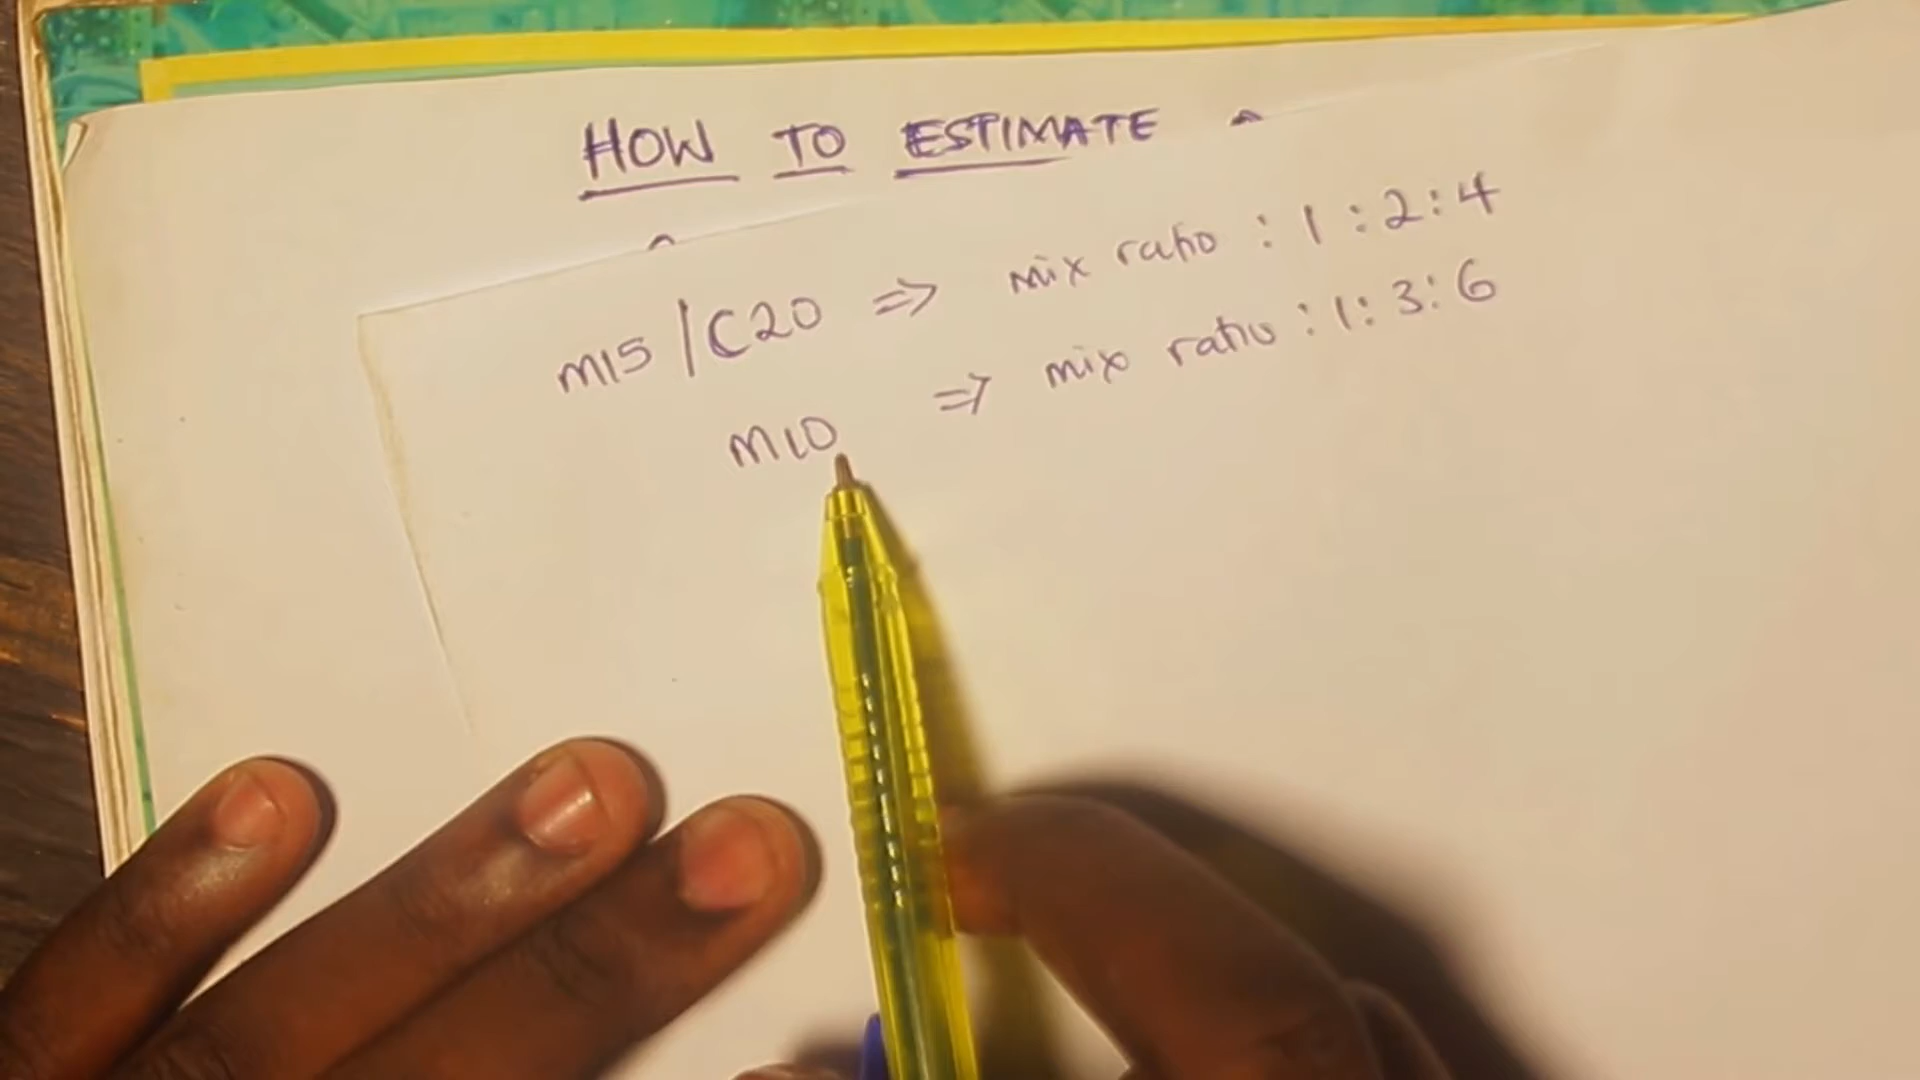 HOW TO ESTIMATE
M15 / C20 => mix ratio : 1 : 2 : 4
M10 => mix ratio : 1 : 3 : 6